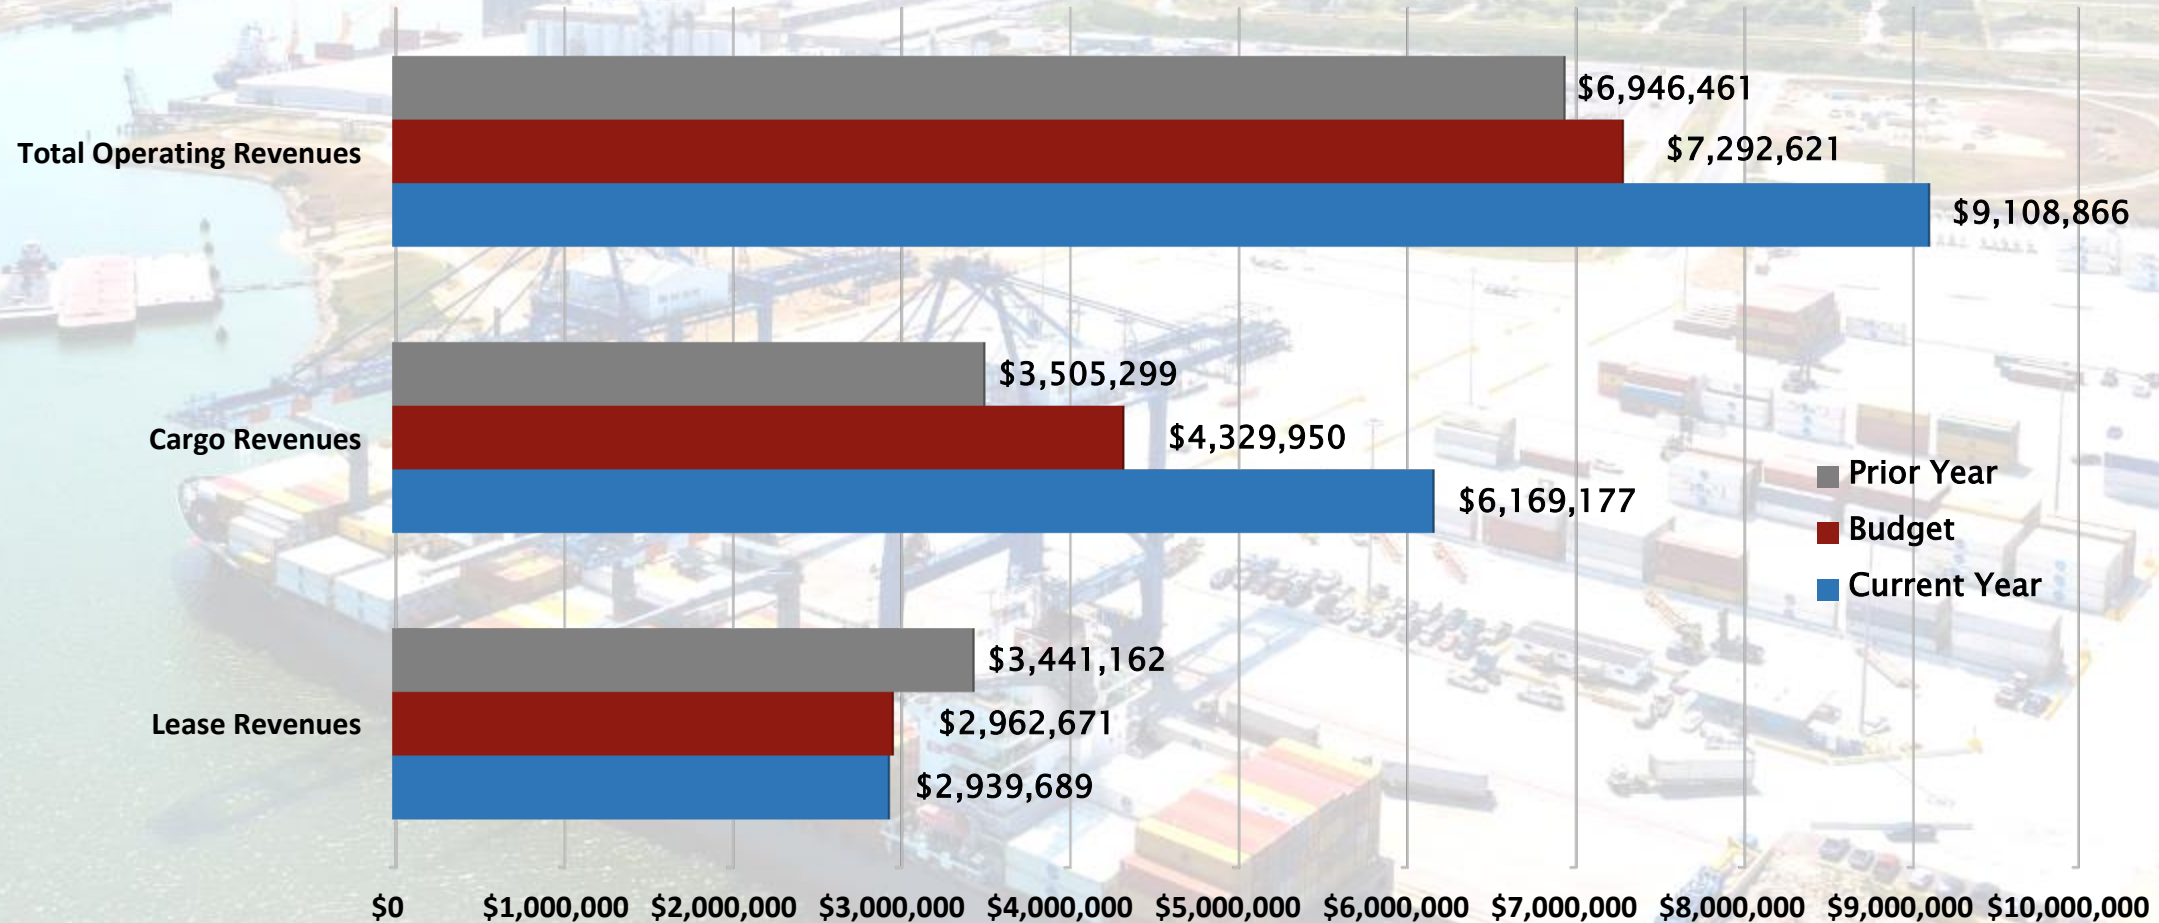 $6,946,461
Total Operating Revenues
$7,292,621
$9,108,866
$3,505,299
Cargo Revenues
$4,329,950
$6,169,177
Prior Year
Budget
Current Year
$3,441,162
Lease Revenues
$2,962,671
$2,939,689
$0 $1,000,000 $2,000,000 $3,000,000 $4,000,000 $5,000,000 $6,000,000 $7,000,000 $8,000,000 $9,000,000 $10,000,000